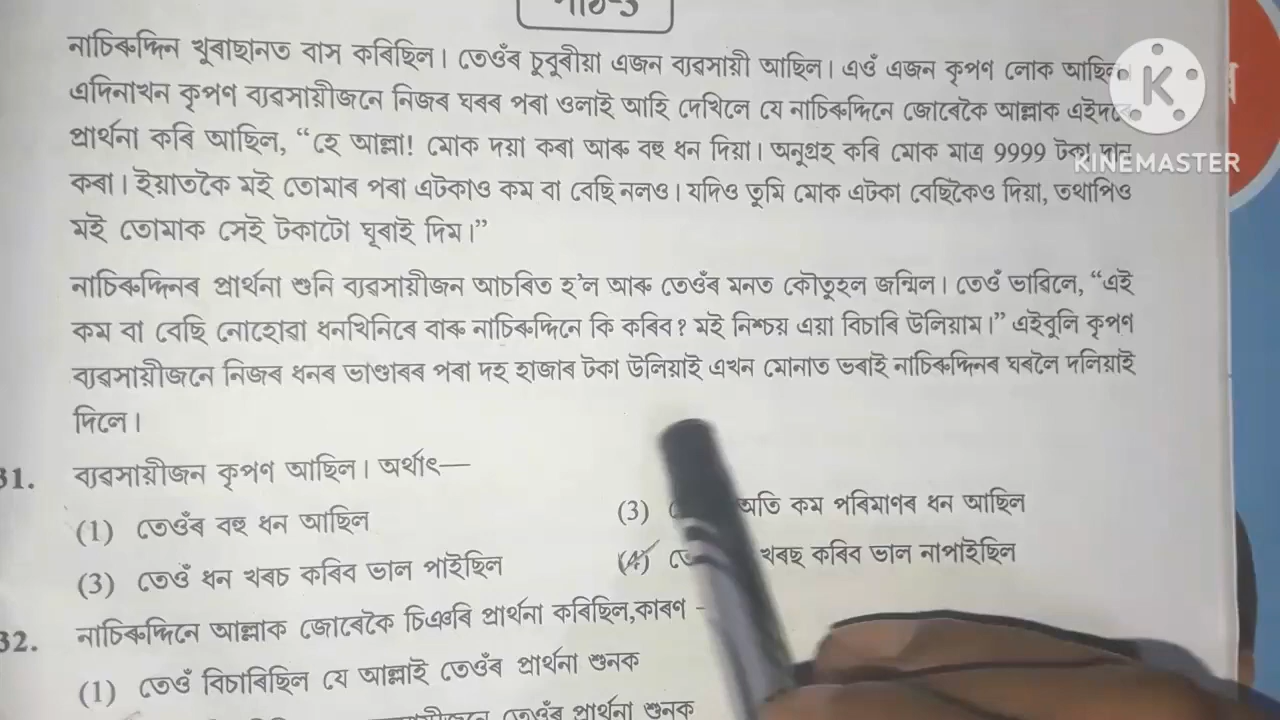 পাঠ-3
নাচিৰুদ্দিন খুৰাছানত বাস কৰিছিল। তেওঁৰ চুবুৰীয়া এজন ব্যৱসায়ী আছিল। এওঁ এজন কৃপণ লোক আছিল
এদিনাখন কৃপণ ব্যৱসায়ীজনে নিজৰ ঘৰৰ পৰা ওলাই আহি দেখিলে যে নাচিৰুদ্দিনে জোৰেকৈ আল্লাক এইদৰে
প্ৰাৰ্থনা কৰি আছিল, “হে আল্লা! মোক দয়া কৰা আৰু বহু ধন দিয়া। অনুগ্ৰহ কৰি মোক মাত্ৰ 9999 টকা দান
কৰা। ইয়াতকৈ মই তোমাৰ পৰা এটকাও কম বা বেছি নলওঁ। যদিও তুমি মোক এটকা বেছিকৈও দিয়া, তথাপিও
মই তোমাক সেই টকাটো ঘূৰাই দিম।”
নাচিৰুদ্দিনৰ প্ৰাৰ্থনা শুনি ব্যৱসায়ীজন আচৰিত হ'ল আৰু তেওঁৰ মনত কৌতুহল জন্মিল। তেওঁ ভাবিলে, “এই
কম বা বেছি নোহোৱা ধনখিনিৰে বাৰু নাচিৰুদ্দিনে কি কৰিব? মই নিশ্চয় এয়া বিচাৰি উলিয়াম।” এইবুলি কৃপণ
ব্যৱসায়ীজনে নিজৰ ধনৰ ভাণ্ডাৰৰ পৰা দহ হাজাৰ টকা উলিয়াই এখন মোনাত ভৰাই নাচিৰুদ্দিনৰ ঘৰলৈ দলিয়াই
দিলে।
31. ব্যৱসায়ীজন কৃপণ আছিল। অৰ্থাৎ—
(1) তেওঁৰ বহু ধন আছিল
(3) অতি কম পৰিমাণৰ ধন আছিল
(3) তেওঁ ধন খৰচ কৰিব ভাল পাইছিল
(4) খৰছ কৰিব ভাল নাপাইছিল
32. নাচিৰুদ্দিনে আল্লাক জোৰেকৈ চিঞৰি প্ৰাৰ্থনা কৰিছিল,কাৰণ -
(1) তেওঁ বিচাৰিছিল যে আল্লাই তেওঁৰ প্ৰাৰ্থনা শুনক
তেওঁৰ প্ৰাৰ্থনা শুনক
K
KINEMASTER